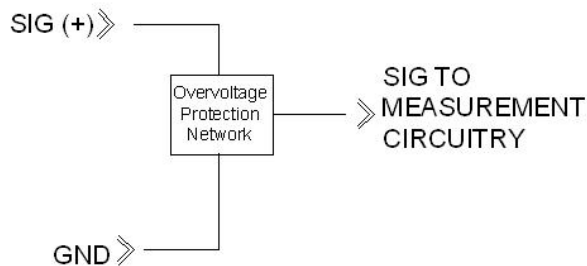 SIG (+)
Overvoltage
Protection
Network
SIG TO
MEASUREMENT
CIRCUITRY
GND